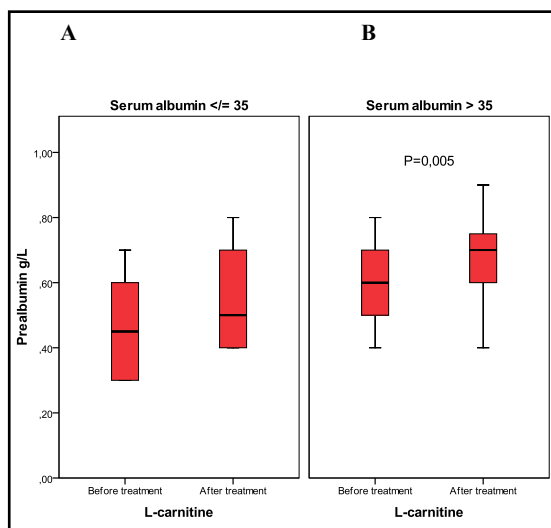 A
B
Serum albumin </= 35
Serum albumin > 35
P=0,005
Prealbumin g/L
1,00
,80
,60
,40
,20
,00
Before treatment
After treatment
Before treatment
After treatment
L-carnitine
L-carnitine